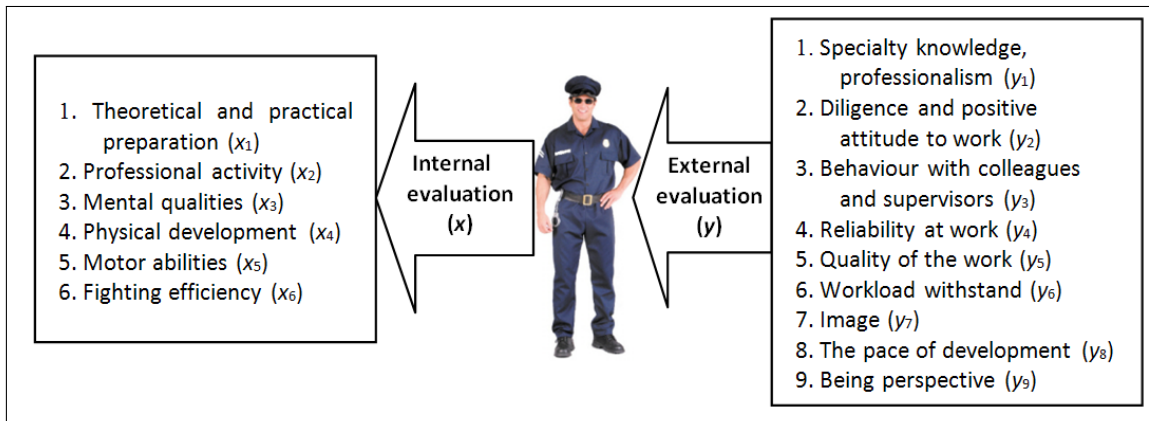 1. Theoretical and practical
preparation (x₁)
2. Professional activity (x₂)
3. Mental qualities (x₃)
4. Physical development (x₄)
5. Motor abilities (x₅)
6. Fighting efficiency (x₆)
Internal
evaluation
(x)
External
evaluation
(y)
1. Specialty knowledge,
professionalism (y₁)
2. Diligence and positive
attitude to work (y₂)
3. Behaviour with colleagues
and supervisors (y₃)
4. Reliability at work (y₄)
5. Quality of the work (y₅)
6. Workload withstand (y₆)
7. Image (y₇)
8. The pace of development (y₈)
9. Being perspective (y₉)